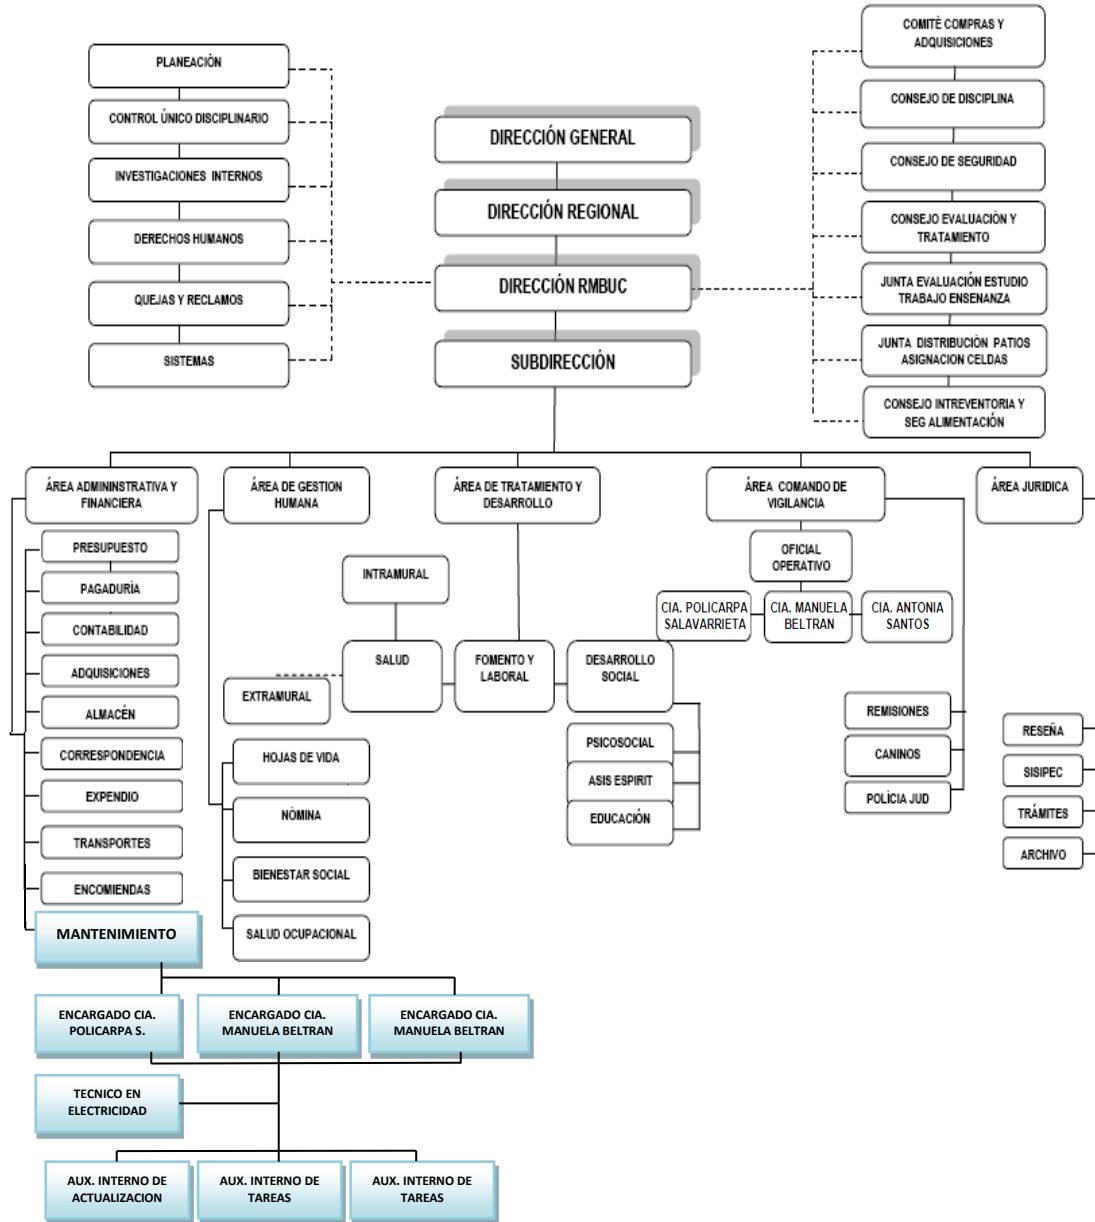 PLANEACIÓN
CONTROL ÚNICO DISCIPLINARIO
INVESTIGACIONES INTERNOS
DERECHOS HUMANOS
QUEJAS Y RECLAMOS
SISTEMAS
DIRECCIÓN GENERAL
DIRECCIÓN REGIONAL
DIRECCIÓN RMBUC
SUBDIRECCIÓN
COMITÉ COMPRAS Y
ADQUISICIONES
CONSEJO DE DISCIPLINA
CONSEJO DE SEGURIDAD
CONSEJO EVALUACIÓN Y
TRATAMIENTO
JUNTA EVALUACIÓN ESTUDIO
TRABAJO ENSENANZA
JUNTA DISTRIBUCIÓN PATIOS
ASIGNACION CELDAS
CONSEJO INTREVENTORIA Y
SEG ALIMENTACIÓN
ÁREA ADMININSTRATIVA Y
FINANCIERA
PRESUPUESTO
PAGADURÍA
CONTABILIDAD
ADQUISICIONES
ALMACÉN
CORRESPONDENCIA
EXPENDIO
TRANSPORTES
ENCOMIENDAS
ÁREA DE GESTION
HUMANA
HOJAS DE VIDA
NÓMINA
BIENESTAR SOCIAL
SALUD OCUPACIONAL
ÁREA DE TRATAMIENTO Y
DESARROLLO
INTRAMURAL
SALUD
EXTRAMURAL
FOMENTO Y
LABORAL
DESARROLLO
SOCIAL
PSICOSOCIAL
ASIS ESPIRIT
EDUCACIÓN
ÁREA COMANDO DE
VIGILANCIA
OFICIAL
OPERATIVO
CIA. POLICARPA
SALAVARRIETA
CIA. MANUELA
BELTRAN
CIA. ANTONIA
SANTOS
REMISIONES
CANINOS
POLÍCIA JUD
ÁREA JURIDICA
RESEÑA
SISIPEC
TRÁMITES
ARCHIVO
MANTENIMIENTO
ENCARGADO CIA.
POLICARPA S.
ENCARGADO CIA.
MANUELA BELTRAN
ENCARGADO CIA.
MANUELA BELTRAN
TECNICO EN
ELECTRICIDAD
AUX. INTERNO DE
ACTUALIZACION
AUX. INTERNO DE
TAREAS
AUX. INTERNO DE
TAREAS